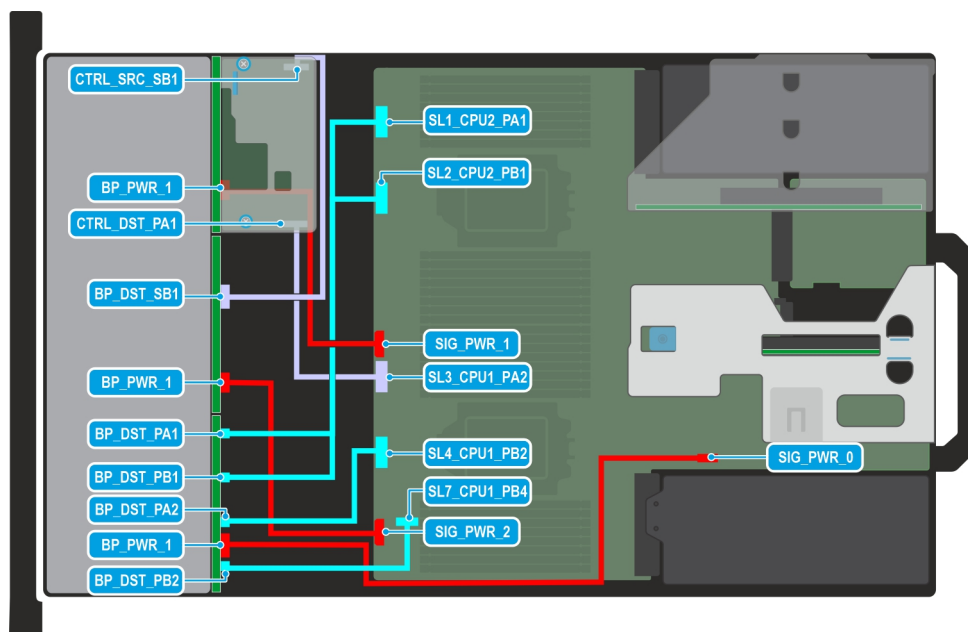 CTRL_SRC_SB1
BP_PWR_1
CTRL_DST_PA1
BP_DST_SB1
BP_PWR_1
BP_DST_PA1
BP_DST_PB1
BP_DST_PA2
BP_PWR_1
BP_DST_PB2
SL1_CPU2_PA1
SL2_CPU2_PB1
SIG_PWR_1
SL3_CPU1_PA2
SL4_CPU1_PB2
SL7_CPU1_PB4
SIG_PWR_2
SIG_PWR_0